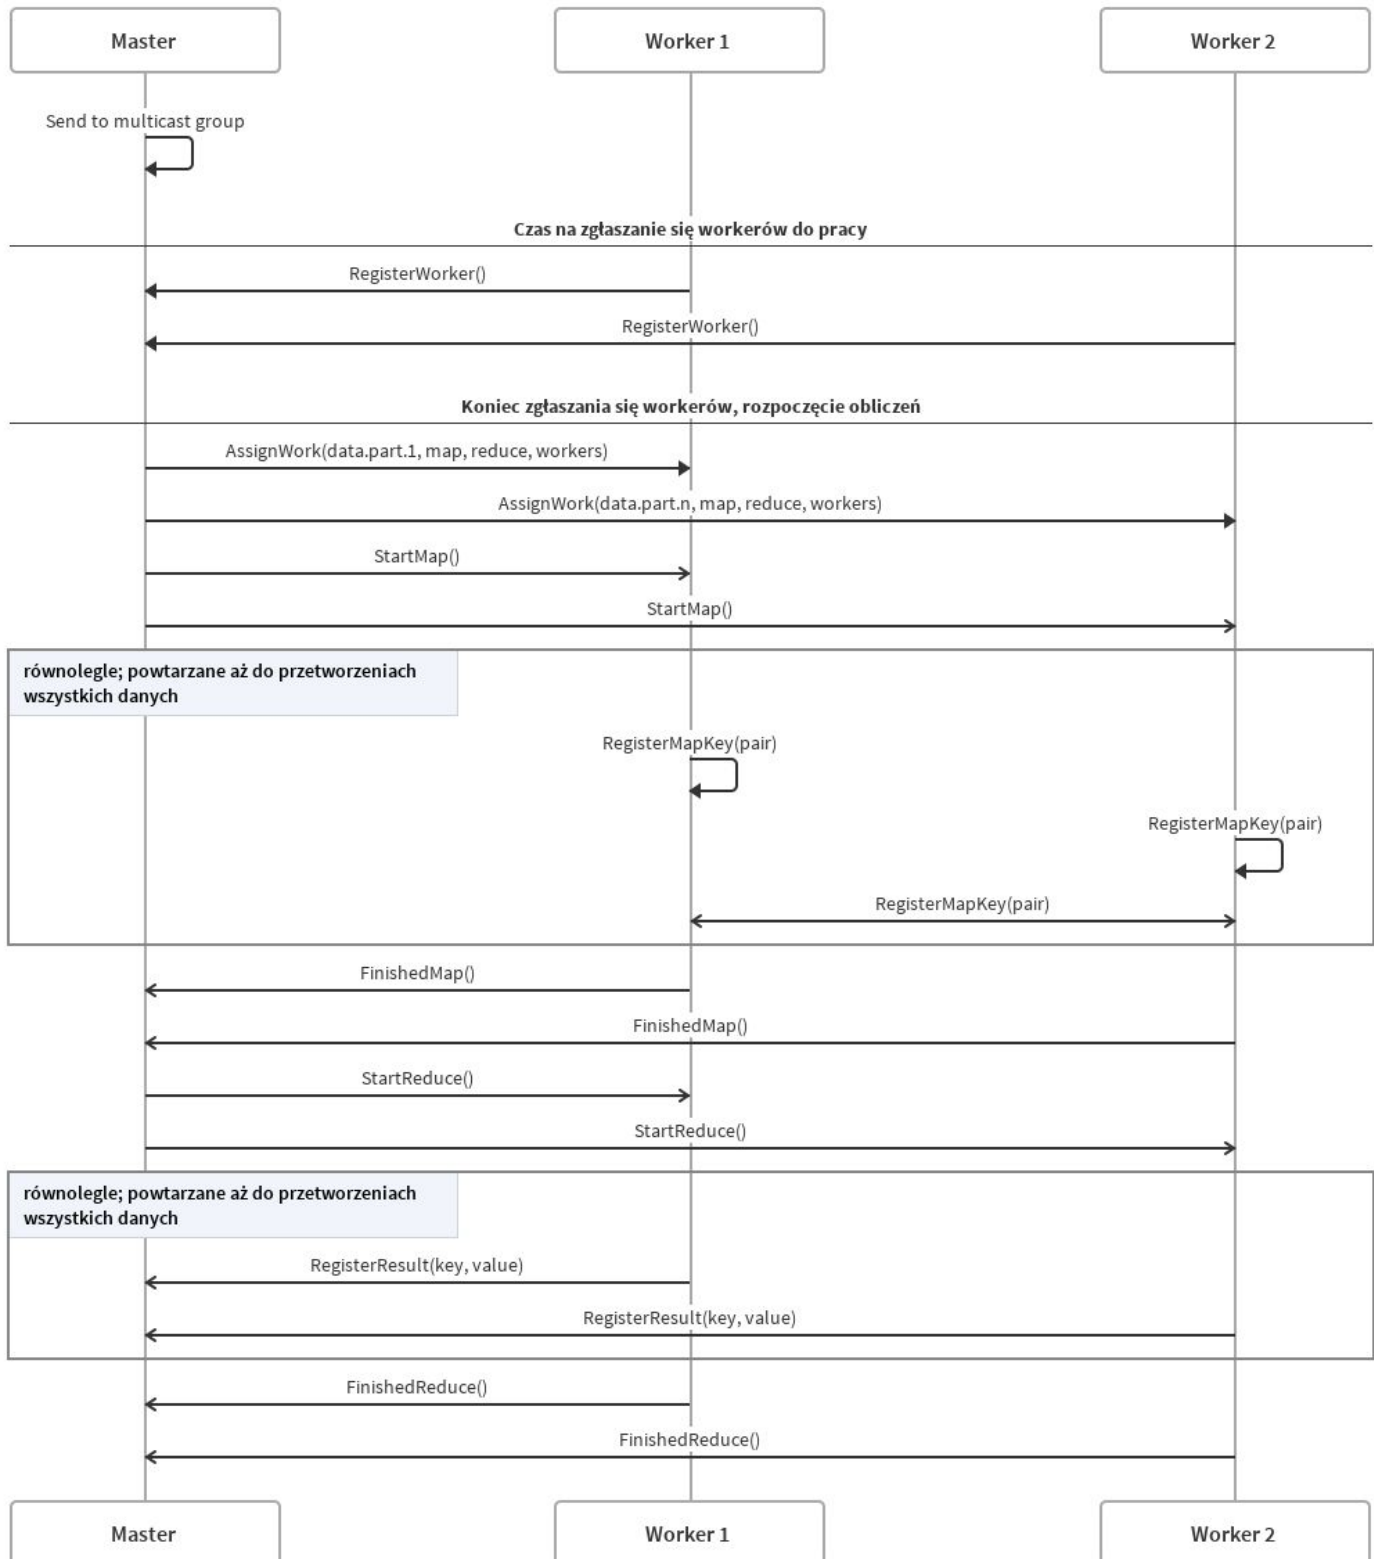 Master
Worker 1
Worker 2
Send to multicast group
Czas na zgłaszanie się workerów do pracy
RegisterWorker()
RegisterWorker()
Koniec zgłaszania się workerów, rozpoczęcie obliczeń
AssignWork(data.part.1, map, reduce, workers)
AssignWork(data.part.n, map, reduce, workers)
StartMap()
StartMap()
równolegle; powtarzane aż do przetworzeniach
wszystkich danych
RegisterMapKey(pair)
RegisterMapKey(pair)
RegisterMapKey(pair)
FinishedMap()
FinishedMap()
StartReduce()
StartReduce()
równolegle; powtarzane aż do przetworzeniach
wszystkich danych
RegisterResult(key, value)
RegisterResult(key, value)
FinishedReduce()
FinishedReduce()
Master
Worker 1
Worker 2